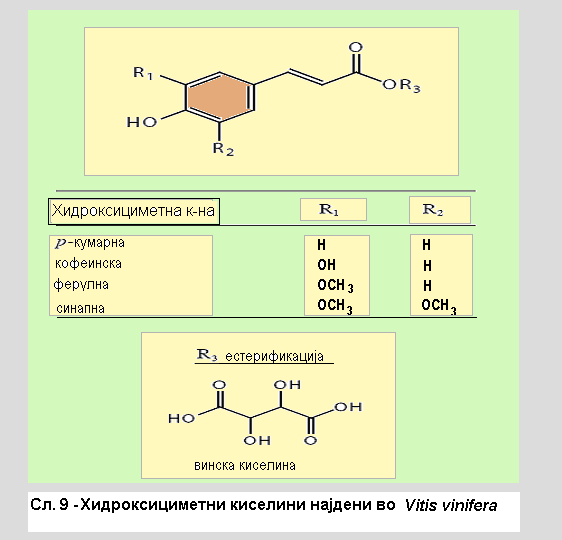 O
R₁
OR₃
HO
R₂
Хидроксициметна к-на R₁ R₂
p-кумарна H H
кофеинска OH H
ферулна OCH₃ H
синапна OCH₃ OCH₃
R₃ естерификација
O OH
HO OH
OH O
винска киселина
Сл. 9 - Хидроксициметни киселини најдени во Vitis vinifera